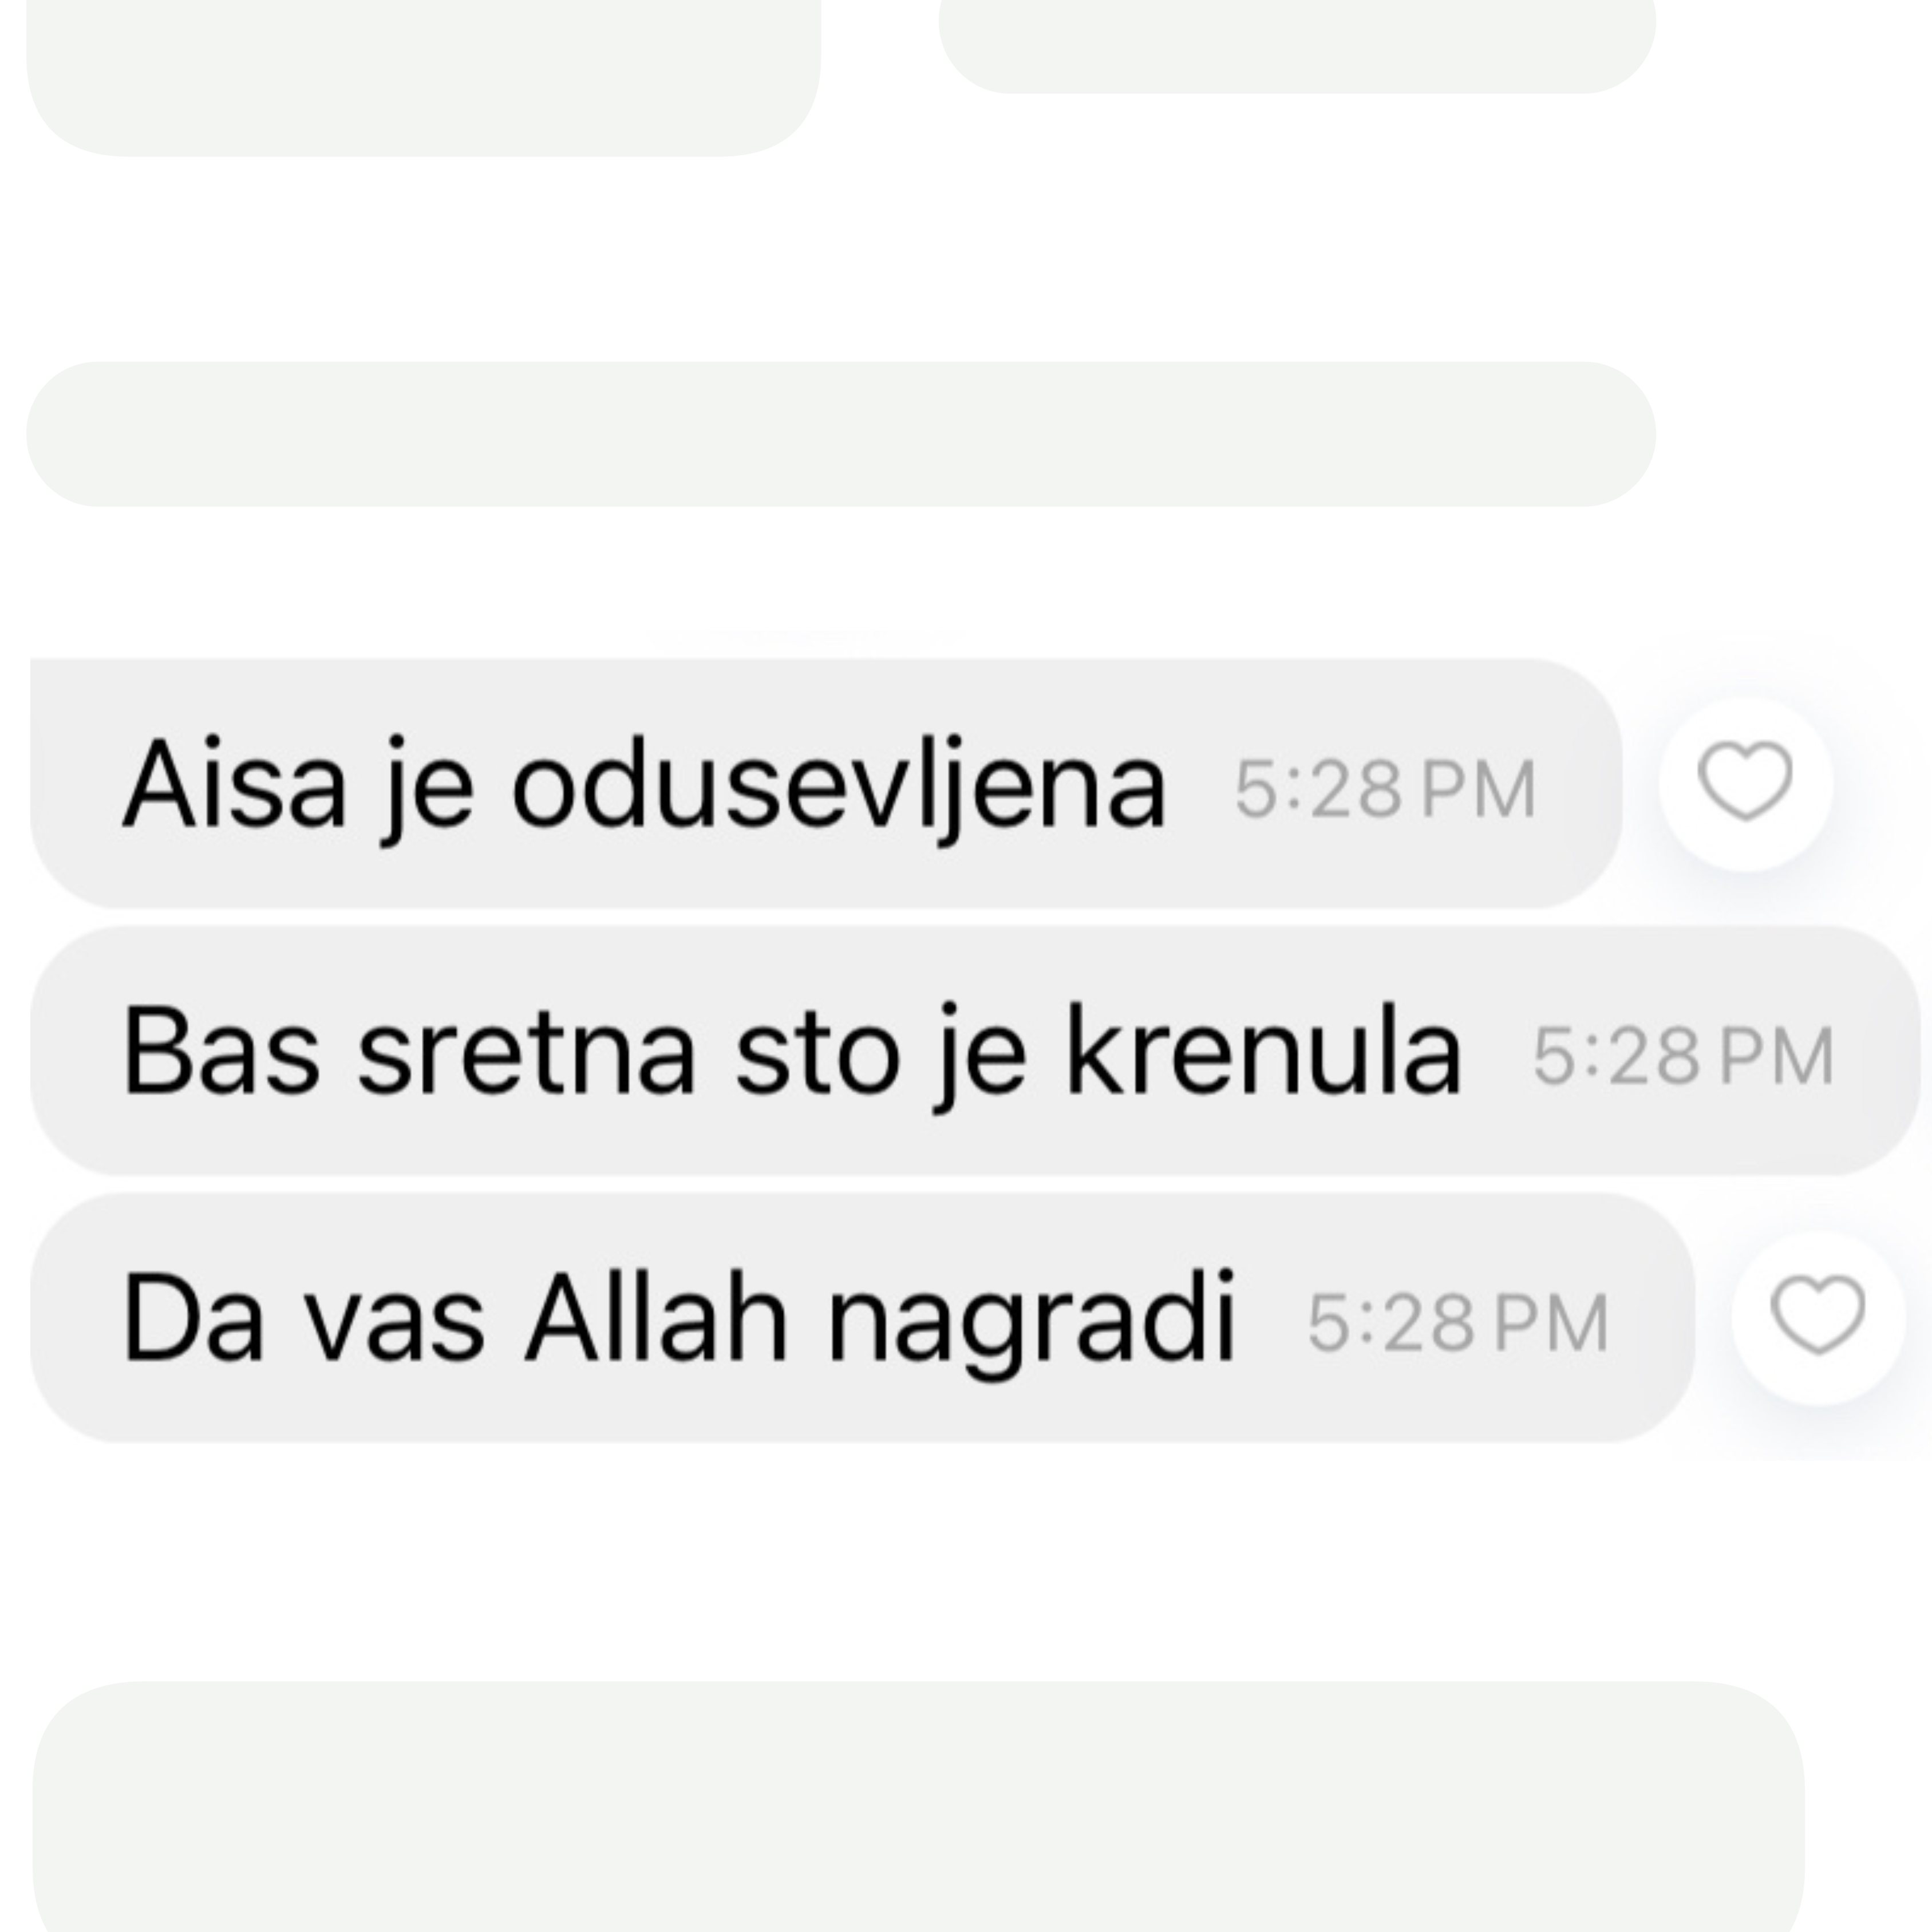 Aisa je odusevljena 5:28 PM
Bas sretna sto je krenula 5:28 PM
Da vas Allah nagradi 5:28 PM